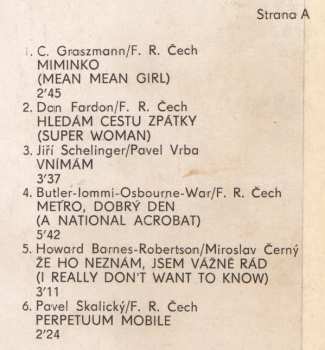 Strana A
1. C. Graszmann/F. R. Čech
MIMINKO
(MEAN MEAN GIRL)
2'45
2. Dan Fardon/F. R. Čech
HLEDÁM CESTU ZPÁTKY
(SUPER WOMAN)
3. Jiří Schelinger/Pavel Vrba
VNÍMÁM
3'37
4. Butler-Iommi-Osbourne-War/F. R. Čech
METRO, DOBRÝ DEN
(A NATIONAL ACROBAT)
5'42
5. Howard Barnes-Robertson/Miroslav Černý
ŽE HO NEZNÁM, JSEM VÁŽNĚ RÁD
(I REALLY DON'T WANT TO KNOW)
3'11
6. Pavel Skalický/F. R. Čech
PERPETUUM MOBILE
2'24